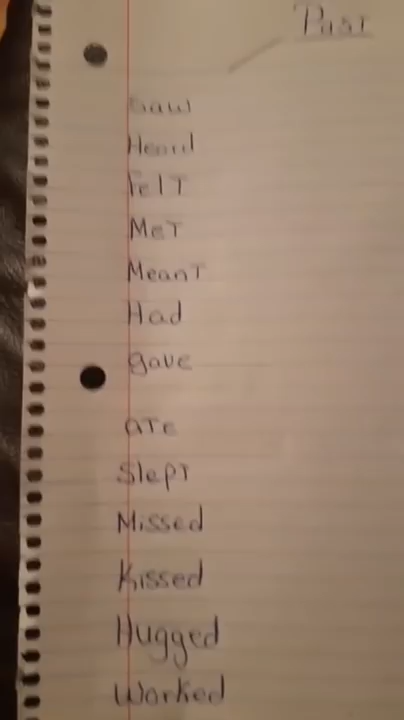 Past
Saw
Heard
Felt
Met
Meant
Had
gave
ate
Slept
Missed
Kissed
Hugged
Worked